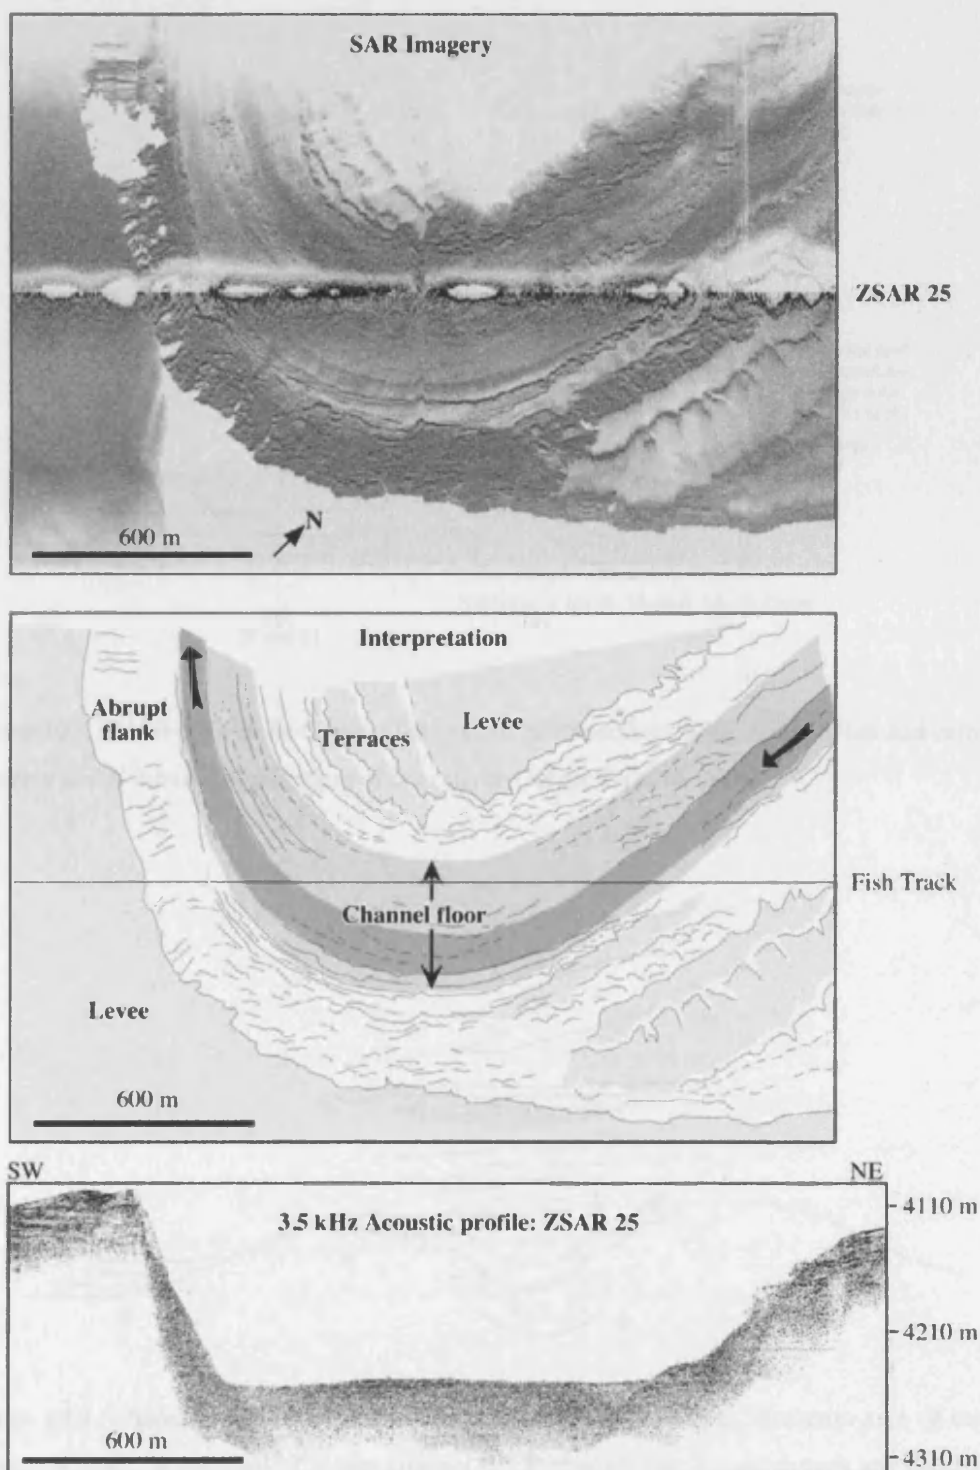 SAR Imagery
ZSAR 25
600 m
N
Interpretation
Abrupt
flank
Terraces
Levee
Fish Track
Channel floor
Levee
600 m
SW
NE
3.5 kHz Acoustic profile: ZSAR 25
4110 m
4210 m
600 m
4310 m